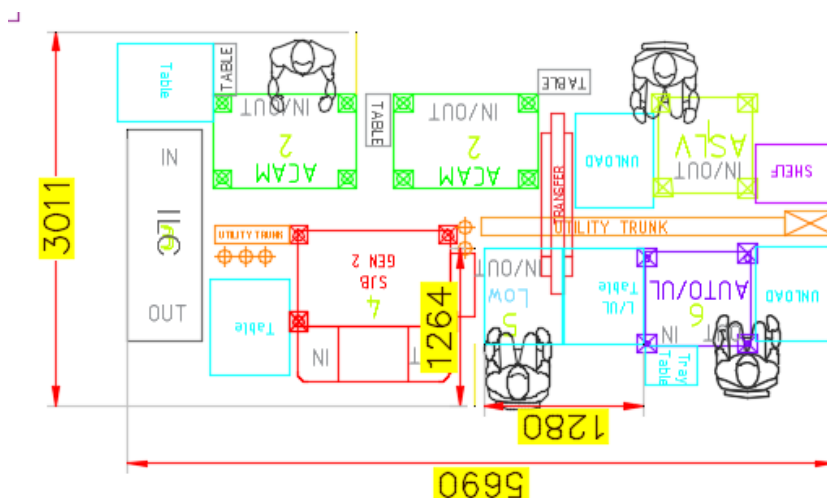 TABLE
Table
IN/OUT
2
ACAM
TABLE
IN/OUT
2
ACAM
TABLE
UNLOAD
ASLV
IN/OUT
SHELF
TRANSFER
IN
ILC
OUT
3011
UTILITY TRUNK
UTILITY TRUNK
SJB
GEN 2
4
IN
Table
1264
IN/OUT
Low
5
L/UL
Table
AUTO/UL
6
IN
OUT
UNLOAD
Tray
Table
1280
5690